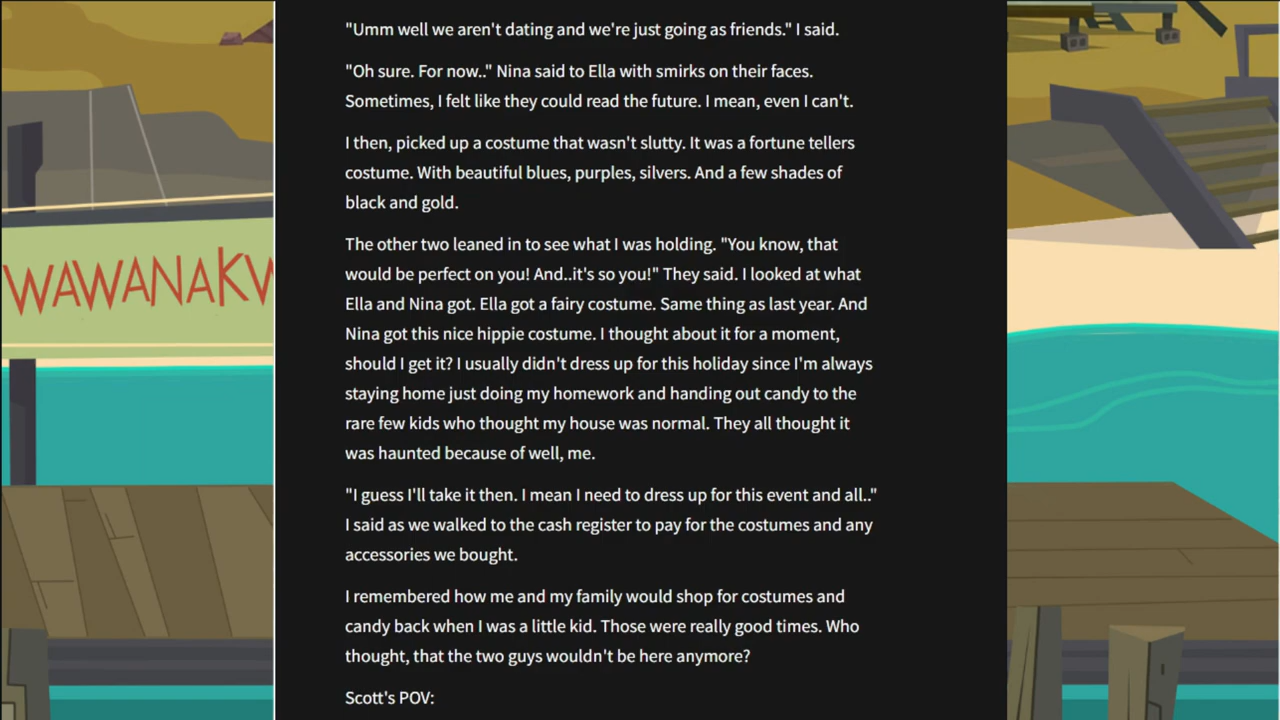 "Umm well we aren't dating and we're just going as friends." I said.
"Oh sure. For now.." Nina said to Ella with smirks on their faces.
Sometimes, I felt like they could read the future. I mean, even I can't.
I then, picked up a costume that wasn't slutty. It was a fortune tellers
costume. With beautiful blues, purples, silvers. And a few shades of
black and gold.
The other two leaned in to see what I was holding. "You know, that
would be perfect on you! And..it's so you!" They said. I looked at what
Ella and Nina got. Ella got a fairy costume. Same thing as last year. And
Nina got this nice hippie costume. I thought about it for a moment,
should I get it? I usually didn't dress up for this holiday since I'm always
staying home just doing my homework and handing out candy to the
rare few kids who thought my house was normal. They all thought it
was haunted because of well, me.
"I guess I'll take it then. I mean I need to dress up for this event and all.."
I said as we walked to the cash register to pay for the costumes and any
accessories we bought.
I remembered how me and my family would shop for costumes and
candy back when I was a little kid. Those were really good times. Who
thought, that the two guys wouldn't be here anymore?
Scott's POV:
WAWANAKW